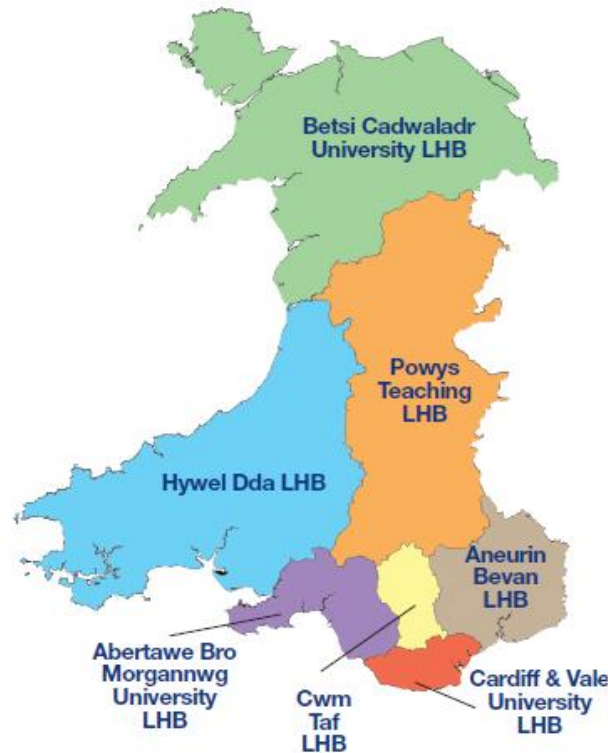 Betsi Cadwaladr
University LHB
Powys
Teaching
LHB
Hywel Dda LHB
Aneurin
Bevan
LHB
Abertawe Bro
Morgannwg
University
LHB
Cwm
Taf
LHB
Cardiff & Vale
University
LHB